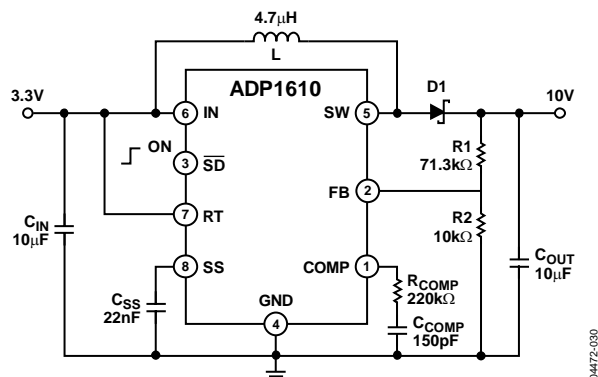 4.7μH
L
ADP1610
3.3V
6
IN
SW
5
D1
10V
ON
3
SD
R1
71.3kΩ
FB
2
7
RT
R2
10kΩ
CIN
10μF
8
SS
COMP
1
COUT
10μF
CSS
22nF
GND
4
RCOMP
220kΩ
CCOMP
150pF
04472-030